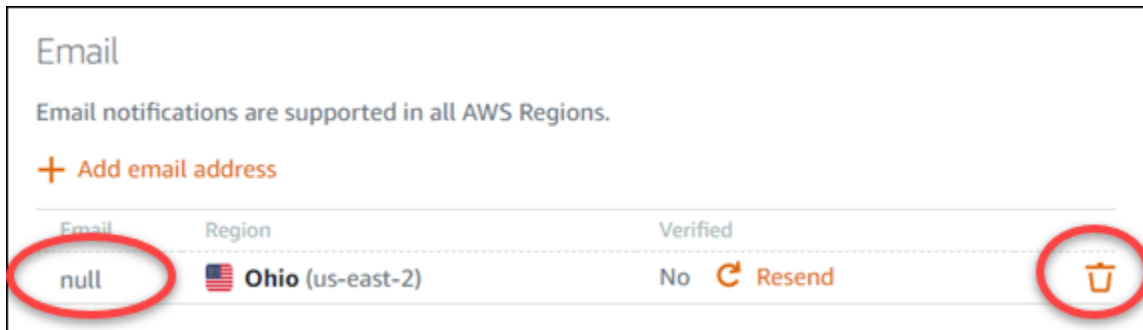 Email
Email notifications are supported in all AWS Regions.
+ Add email address
Email Region Verified
null Ohio (us-east-2) No Resend